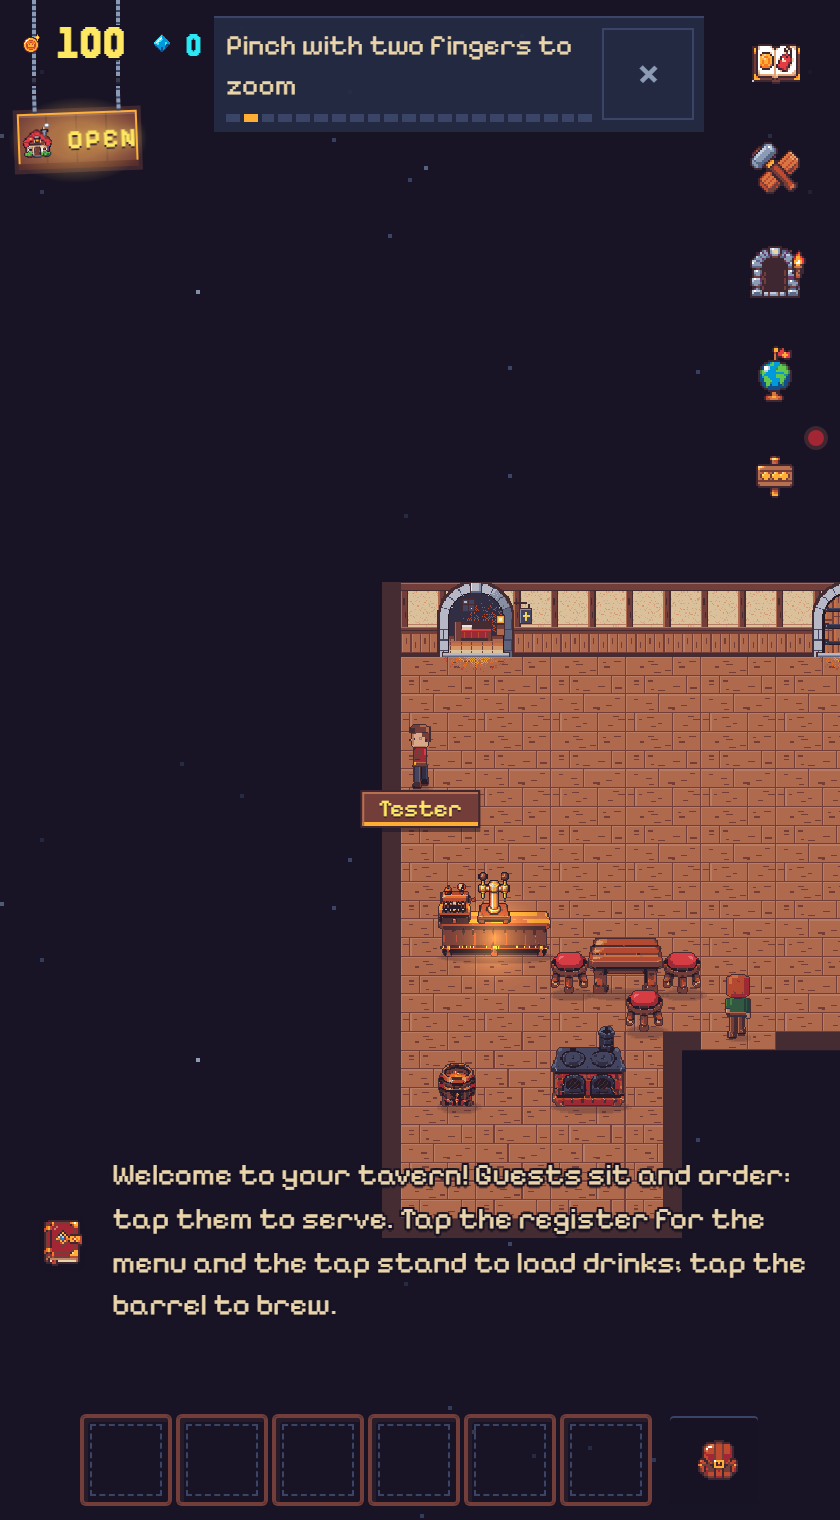 100
0
Pinch with two fingers to
zoom
OPEN
Tester
Welcome to your tavern! Guests sit and order:
tap them to serve. Tap the register for the
menu and the tap stand to load drinks; tap the
barrel to brew.